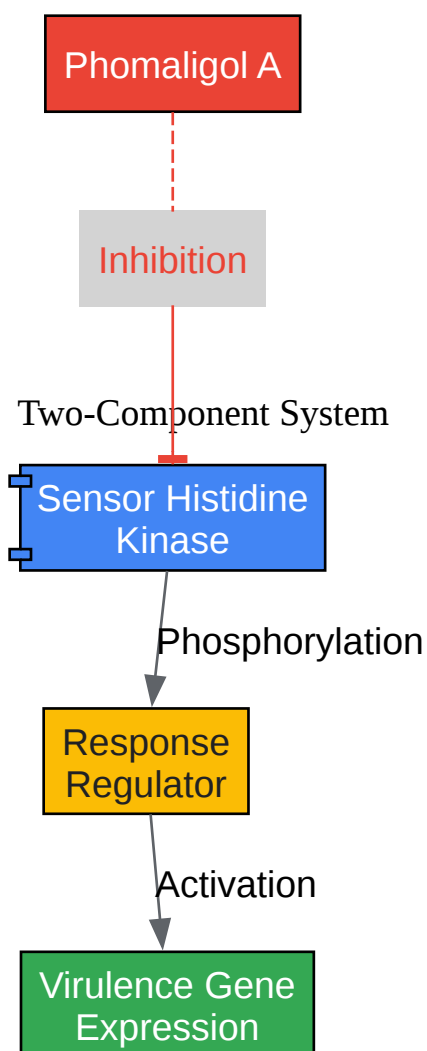 Phomaligol A
Inhibition
Two-Component System
Sensor Histidine
Kinase
Phosphorylation
Response
Regulator
Activation
Virulence Gene
Expression